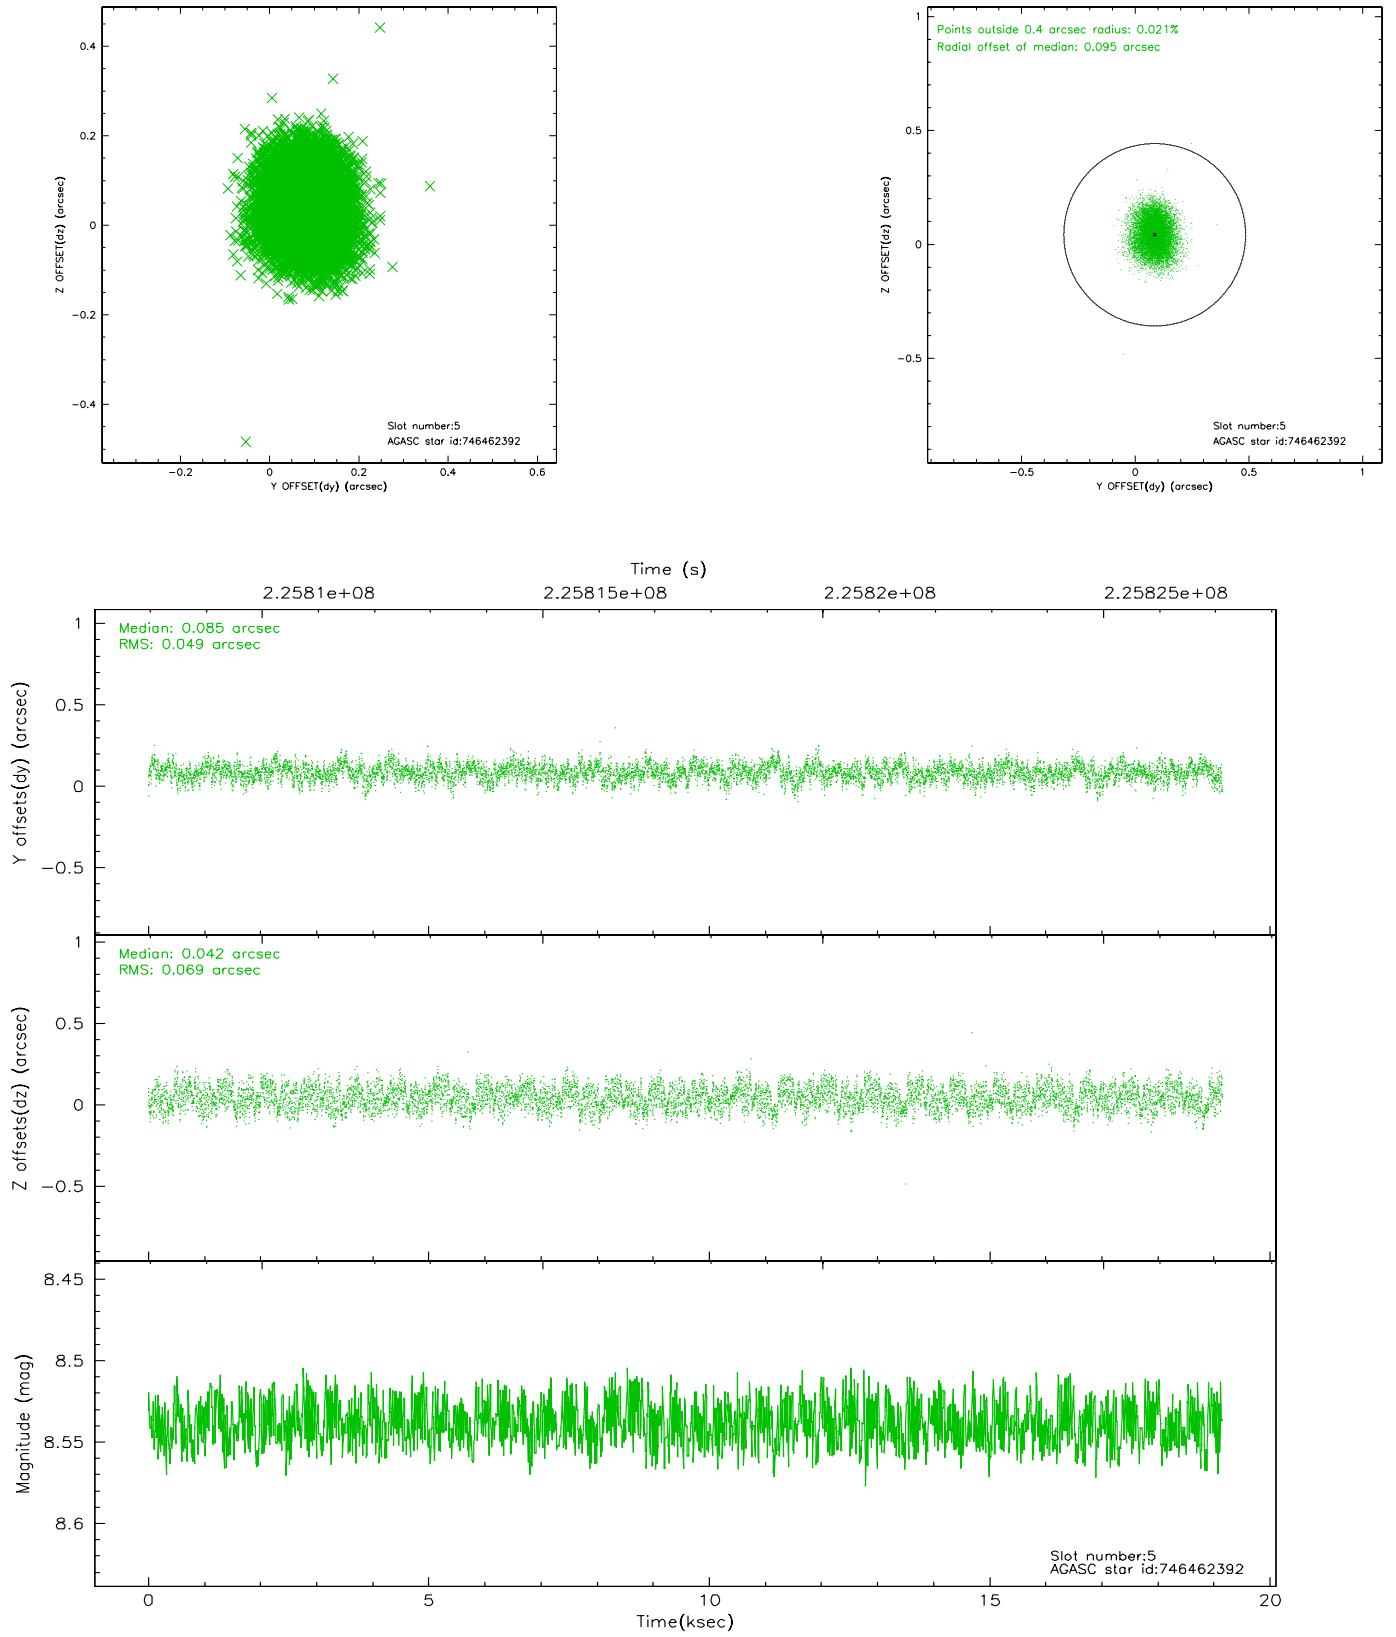 0.4
0.2
0
−0.2
−0.4
Z OFFSET(dz) (arcsec)
Slot number:5
AGASC star id:746462392
−0.2 0 0.2 0.4 0.6
Y OFFSET(dy) (arcsec)
Points outside 0.4 arcsec radius: 0.021%
Radial offset of median: 0.095 arcsec
1
0.5
0
−0.5
Z OFFSET(dz) (arcsec)
Slot number:5
AGASC star id:746462392
−0.5 0 0.5 1
Y OFFSET(dy) (arcsec)
Time (s)
2.2581e+08 2.25815e+08 2.2582e+08 2.25825e+08
Median: 0.085 arcsec
RMS: 0.049 arcsec
1
0.5
0
−0.5
Y offsets(dy) (arcsec)
Median: 0.042 arcsec
RMS: 0.069 arcsec
1
0.5
0
−0.5
Z offsets(dz) (arcsec)
8.45
8.5
8.55
8.6
Magnitude (mag)
Slot number:5
AGASC star id:746462392
0 5 10 15 20
Time(ksec)